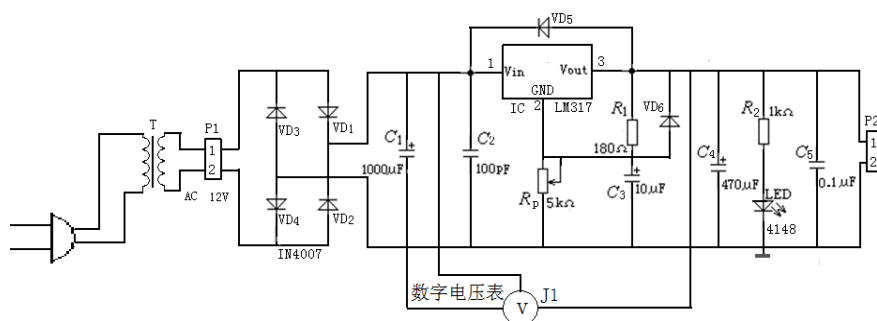 VD5
1
Vin
Vout
3
GND
2
IC
LM317
VD6
T
P1
1
2
AC 12V
VD3
VD1
VD4
VD2
IN4007
C1
1000μF
C2
100pF
Rp
5kΩ
R1
180Ω
C3
10μF
C4
470μF
R2
1kΩ
LED
4148
C5
0.1μF
P2
1
2
数字电压表
V
J1